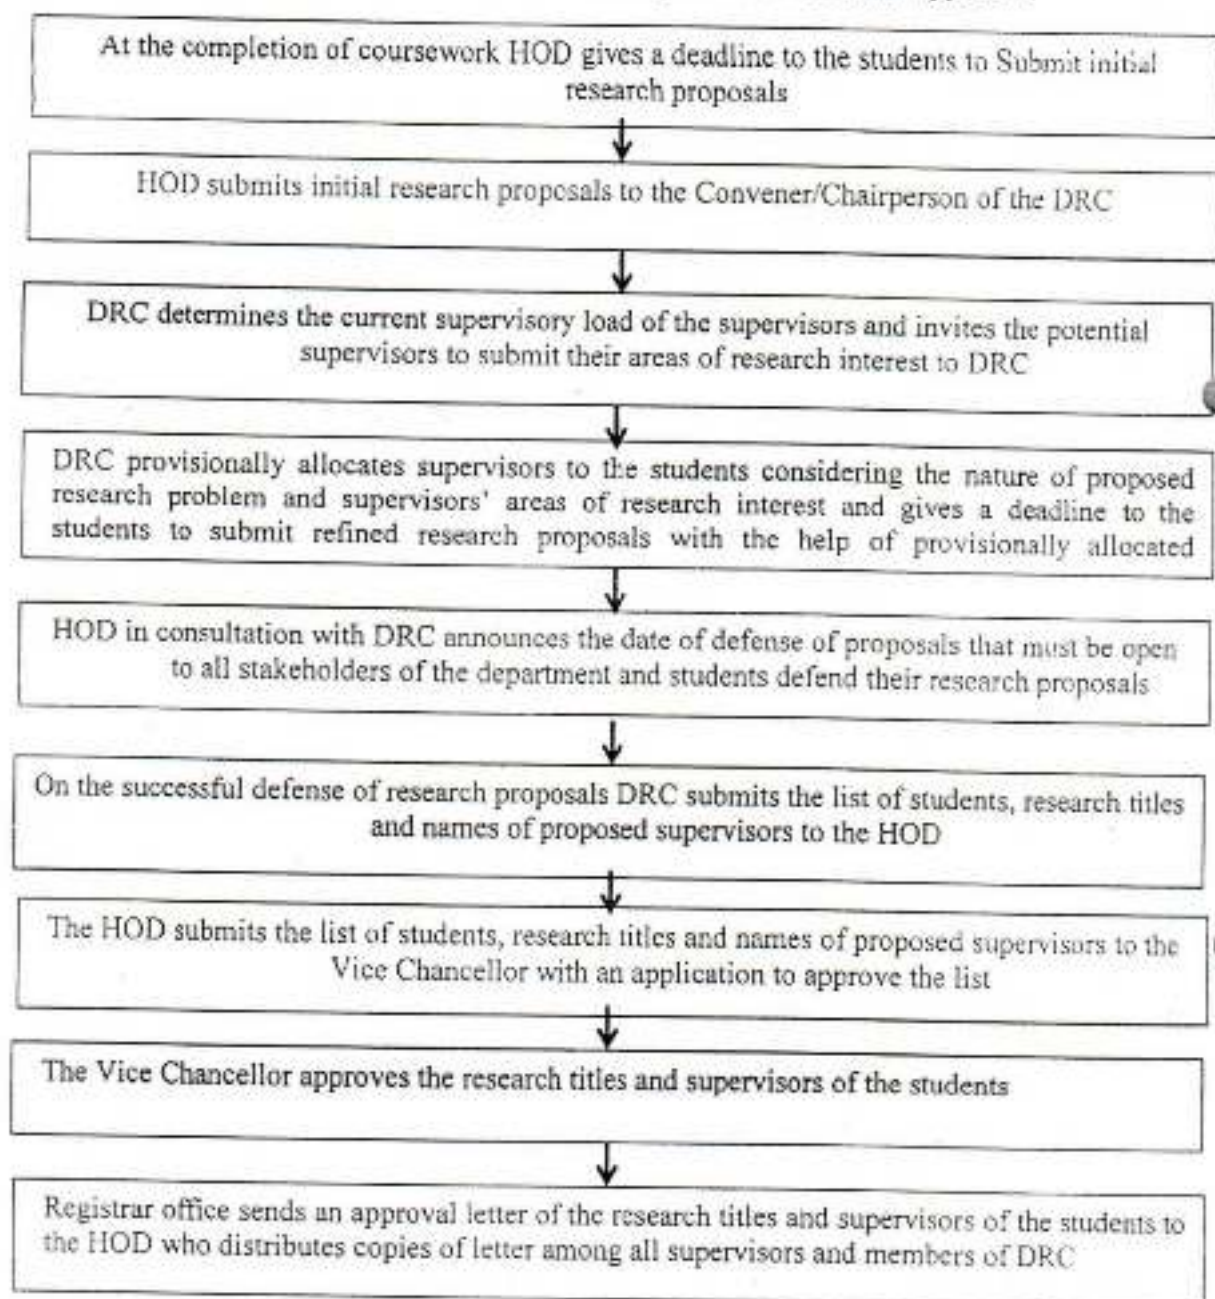 At the completion of coursework HOD gives a deadline to the students to Submit initial
research proposals
HOD submits initial research proposals to the Convener/Chairperson of the DRC
DRC determines the current supervisory load of the supervisors and invites the potential
supervisors to submit their areas of research interest to DRC
DRC provisionally allocates supervisors to the students considering the nature of proposed
research problem and supervisors' areas of research interest and gives a deadline to the
students to submit refined research proposals with the help of provisionally allocated
HOD in consultation with DRC announces the date of defense of proposals that must be open
to all stakeholders of the department and students defend their research proposals
On the successful defense of research proposals DRC submits the list of students, research titles
and names of proposed supervisors to the HOD
The HOD submits the list of students, research titles and names of proposed supervisors to the
Vice Chancellor with an application to approve the list
The Vice Chancellor approves the research titles and supervisors of the students
Registrar office sends an approval letter of the research titles and supervisors of the students to
the HOD who distributes copies of letter among all supervisors and members of DRC